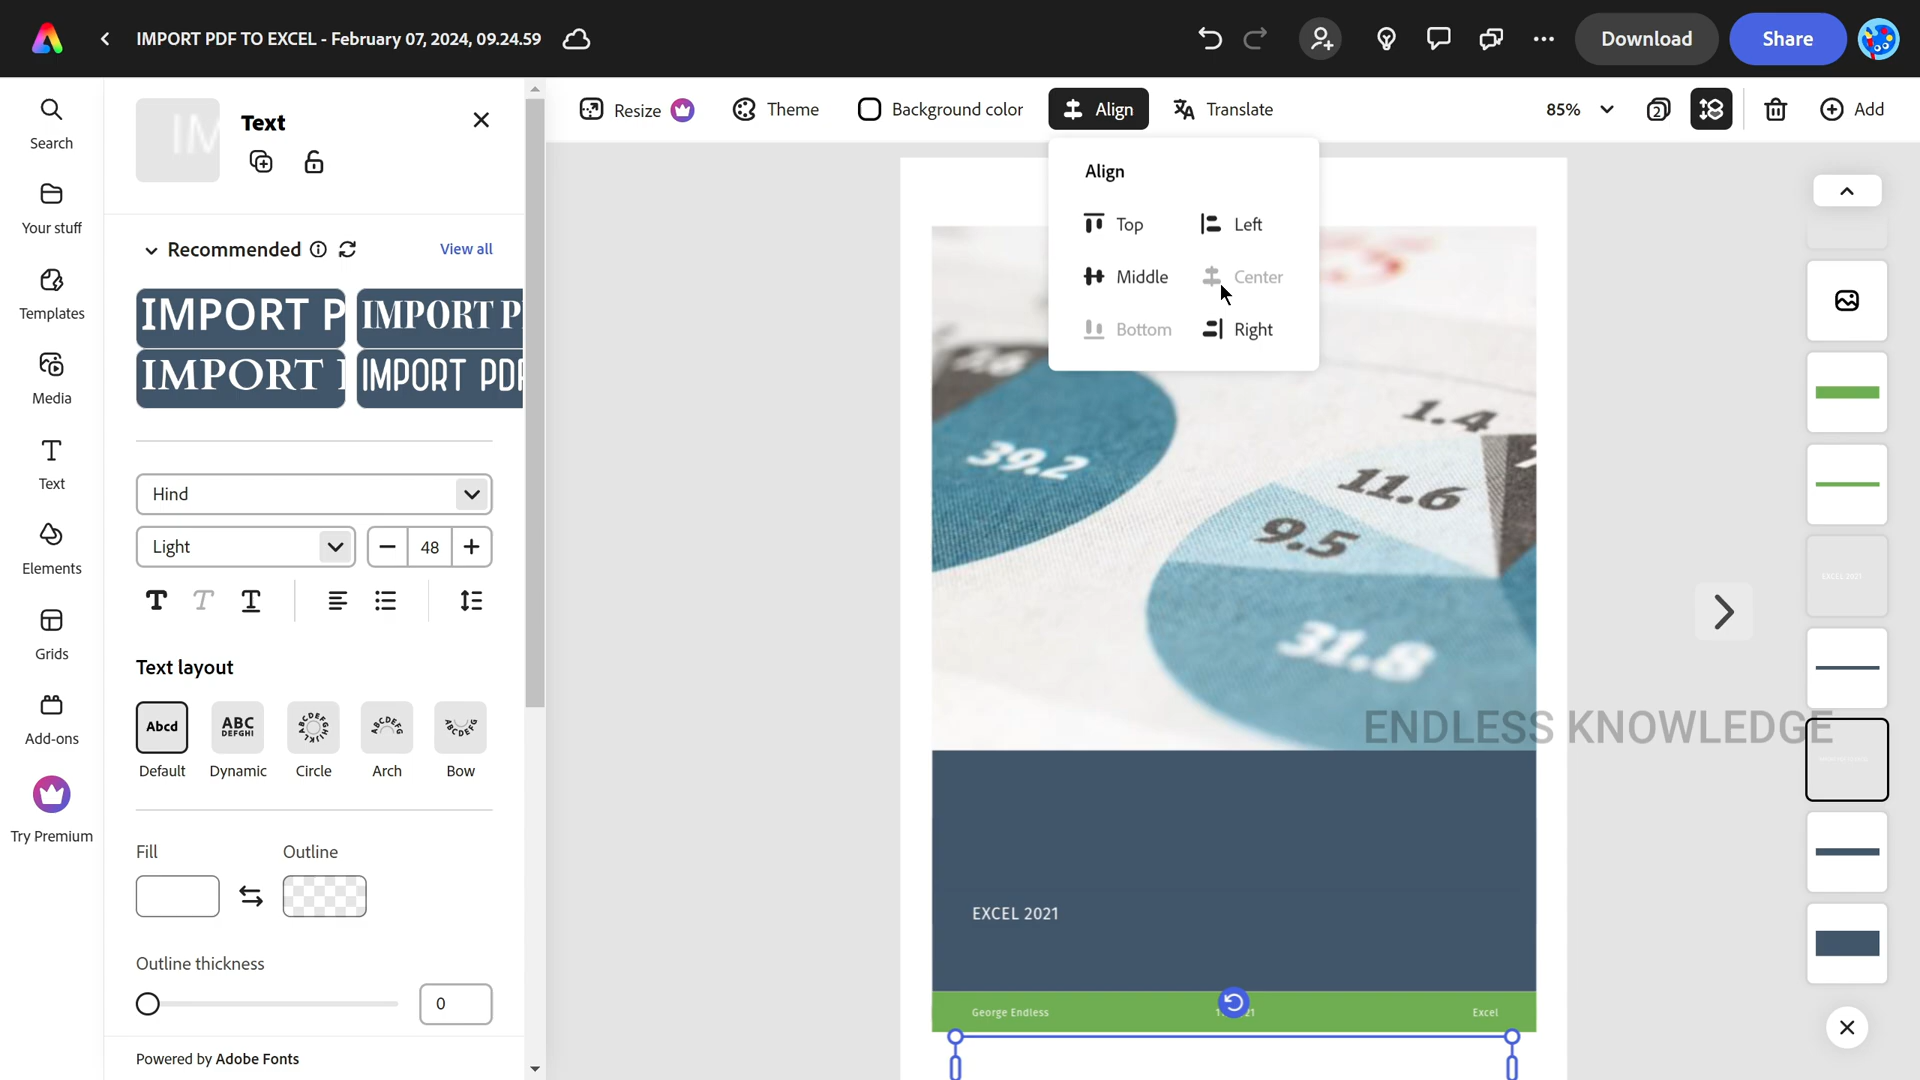 IMPORT PDF TO EXCEL - February 07, 2024, 09.24.59
Download
Share
Search
Your stuff
Templates
Media
Text
Elements
Grids
Add-ons
Try Premium
IM
Text
Recommended
View all
IMPORT P
IMPORT P
IMPORT
IMPORT PDF
Hind
Light
48
Text layout
Abcd
ABC
DEFGHI
Default
Dynamic
Circle
Arch
Bow
Fill
Outline
Outline thickness
0
Powered by Adobe Fonts
Resize
Theme
Background color
Align
Translate
85%
2
Add
Align
Top
Left
Middle
Center
Bottom
Right
39.2
1.4
11.6
9.5
31.8
ENDLESS KNOWLEDGE
EXCEL 2021
EXCEL 2021
George Endless
Excel